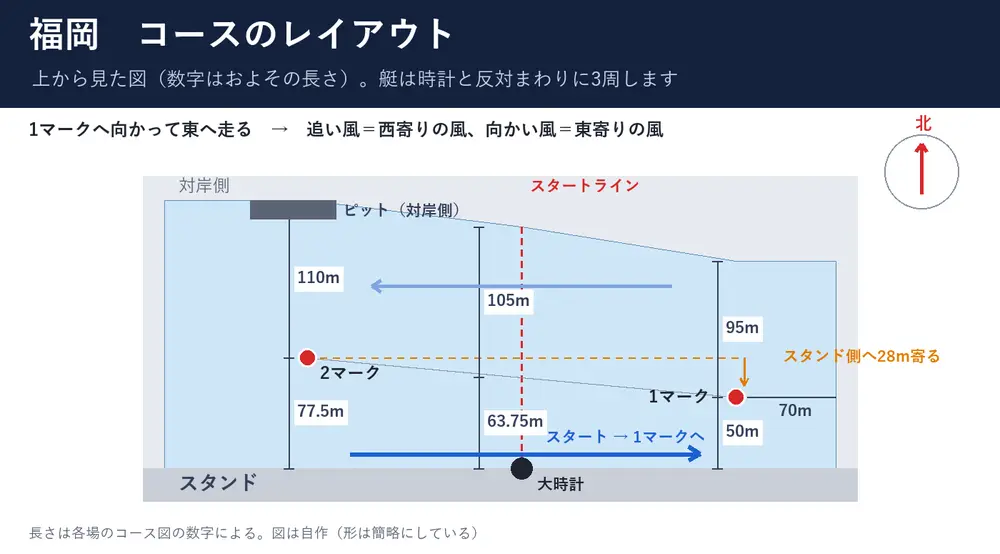 福岡　コースのレイアウト
上から見た図（数字はおよその長さ）。艇は時計と反対まわりに3周します
1マークへ向かって東へ走る　→　追い風＝西寄りの風、向かい風＝東寄りの風
北
対岸側
スタートライン
ピット（対岸側）
110m
105m
95m
スタンド側へ28m寄る
2マーク
1マーク
77.5m
63.75m
70m
50m
スタート → 1マークへ
スタンド
大時計
長さは各場のコース図の数字による。図は自作（形は簡略にしている）